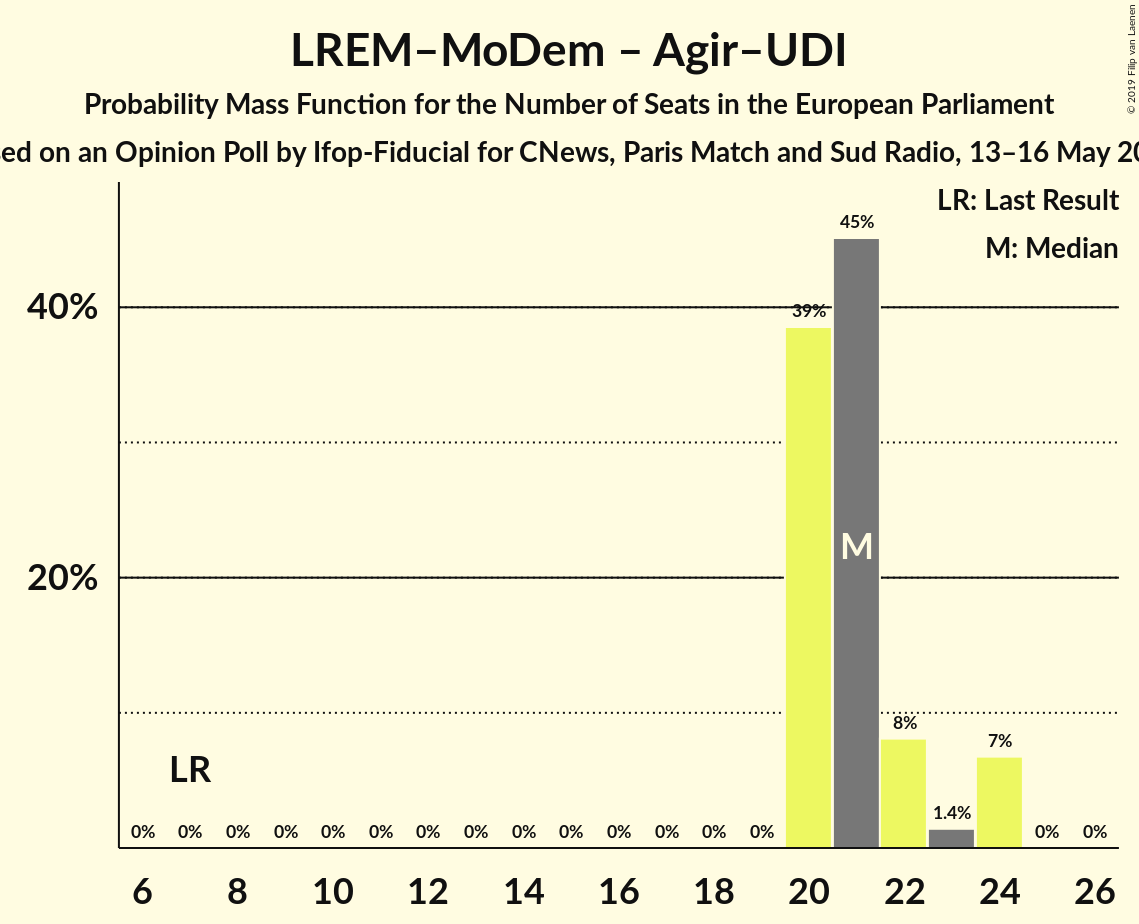 LREM–MoDem – Agir–UDI
Probability Mass Function for the Number of Seats in the European Parliament
on an Opinion Poll by Ifop-Fiducial for CNews, Paris Match and Sud Radio, 13–16 May
© 2019 Filip van Laenen
LR: Last Result
M: Median
45%
40%
39%
M
20%
8%
7%
LR
1.4%
0% 0% 0% 0% 0% 0% 0% 0% 0% 0% 0% 0% 0% 0% 0% 0%
6 8 10 12 14 16 18 20 22 24 26